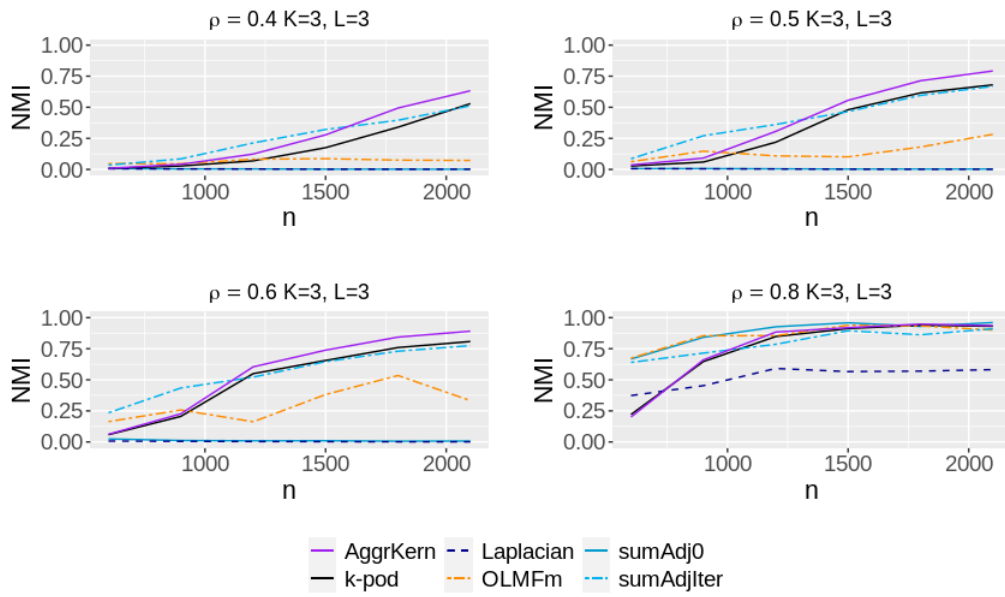 ρ = 0.4 K=3, L=3
ρ = 0.5 K=3, L=3
NMI
1.00
0.75
0.50
0.25
0.00
1000 1500 2000
n
NMI
1.00
0.75
0.50
0.25
0.00
1000 1500 2000
n
ρ = 0.6 K=3, L=3
ρ = 0.8 K=3, L=3
NMI
1.00
0.75
0.50
0.25
0.00
1000 1500 2000
n
NMI
1.00
0.75
0.50
0.25
0.00
1000 1500 2000
n
AggrKern Laplacian sumAdj0
k-pod OLMFm sumAdjIter